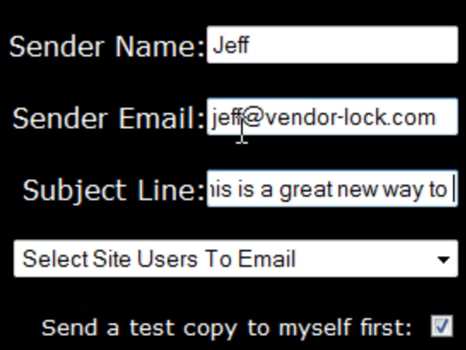 Sender Name: Jeff
Sender Email: jeff@vendor-lock.com
Subject Line: his is a great new way to
Select Site Users To Email
Send a test copy to myself first: